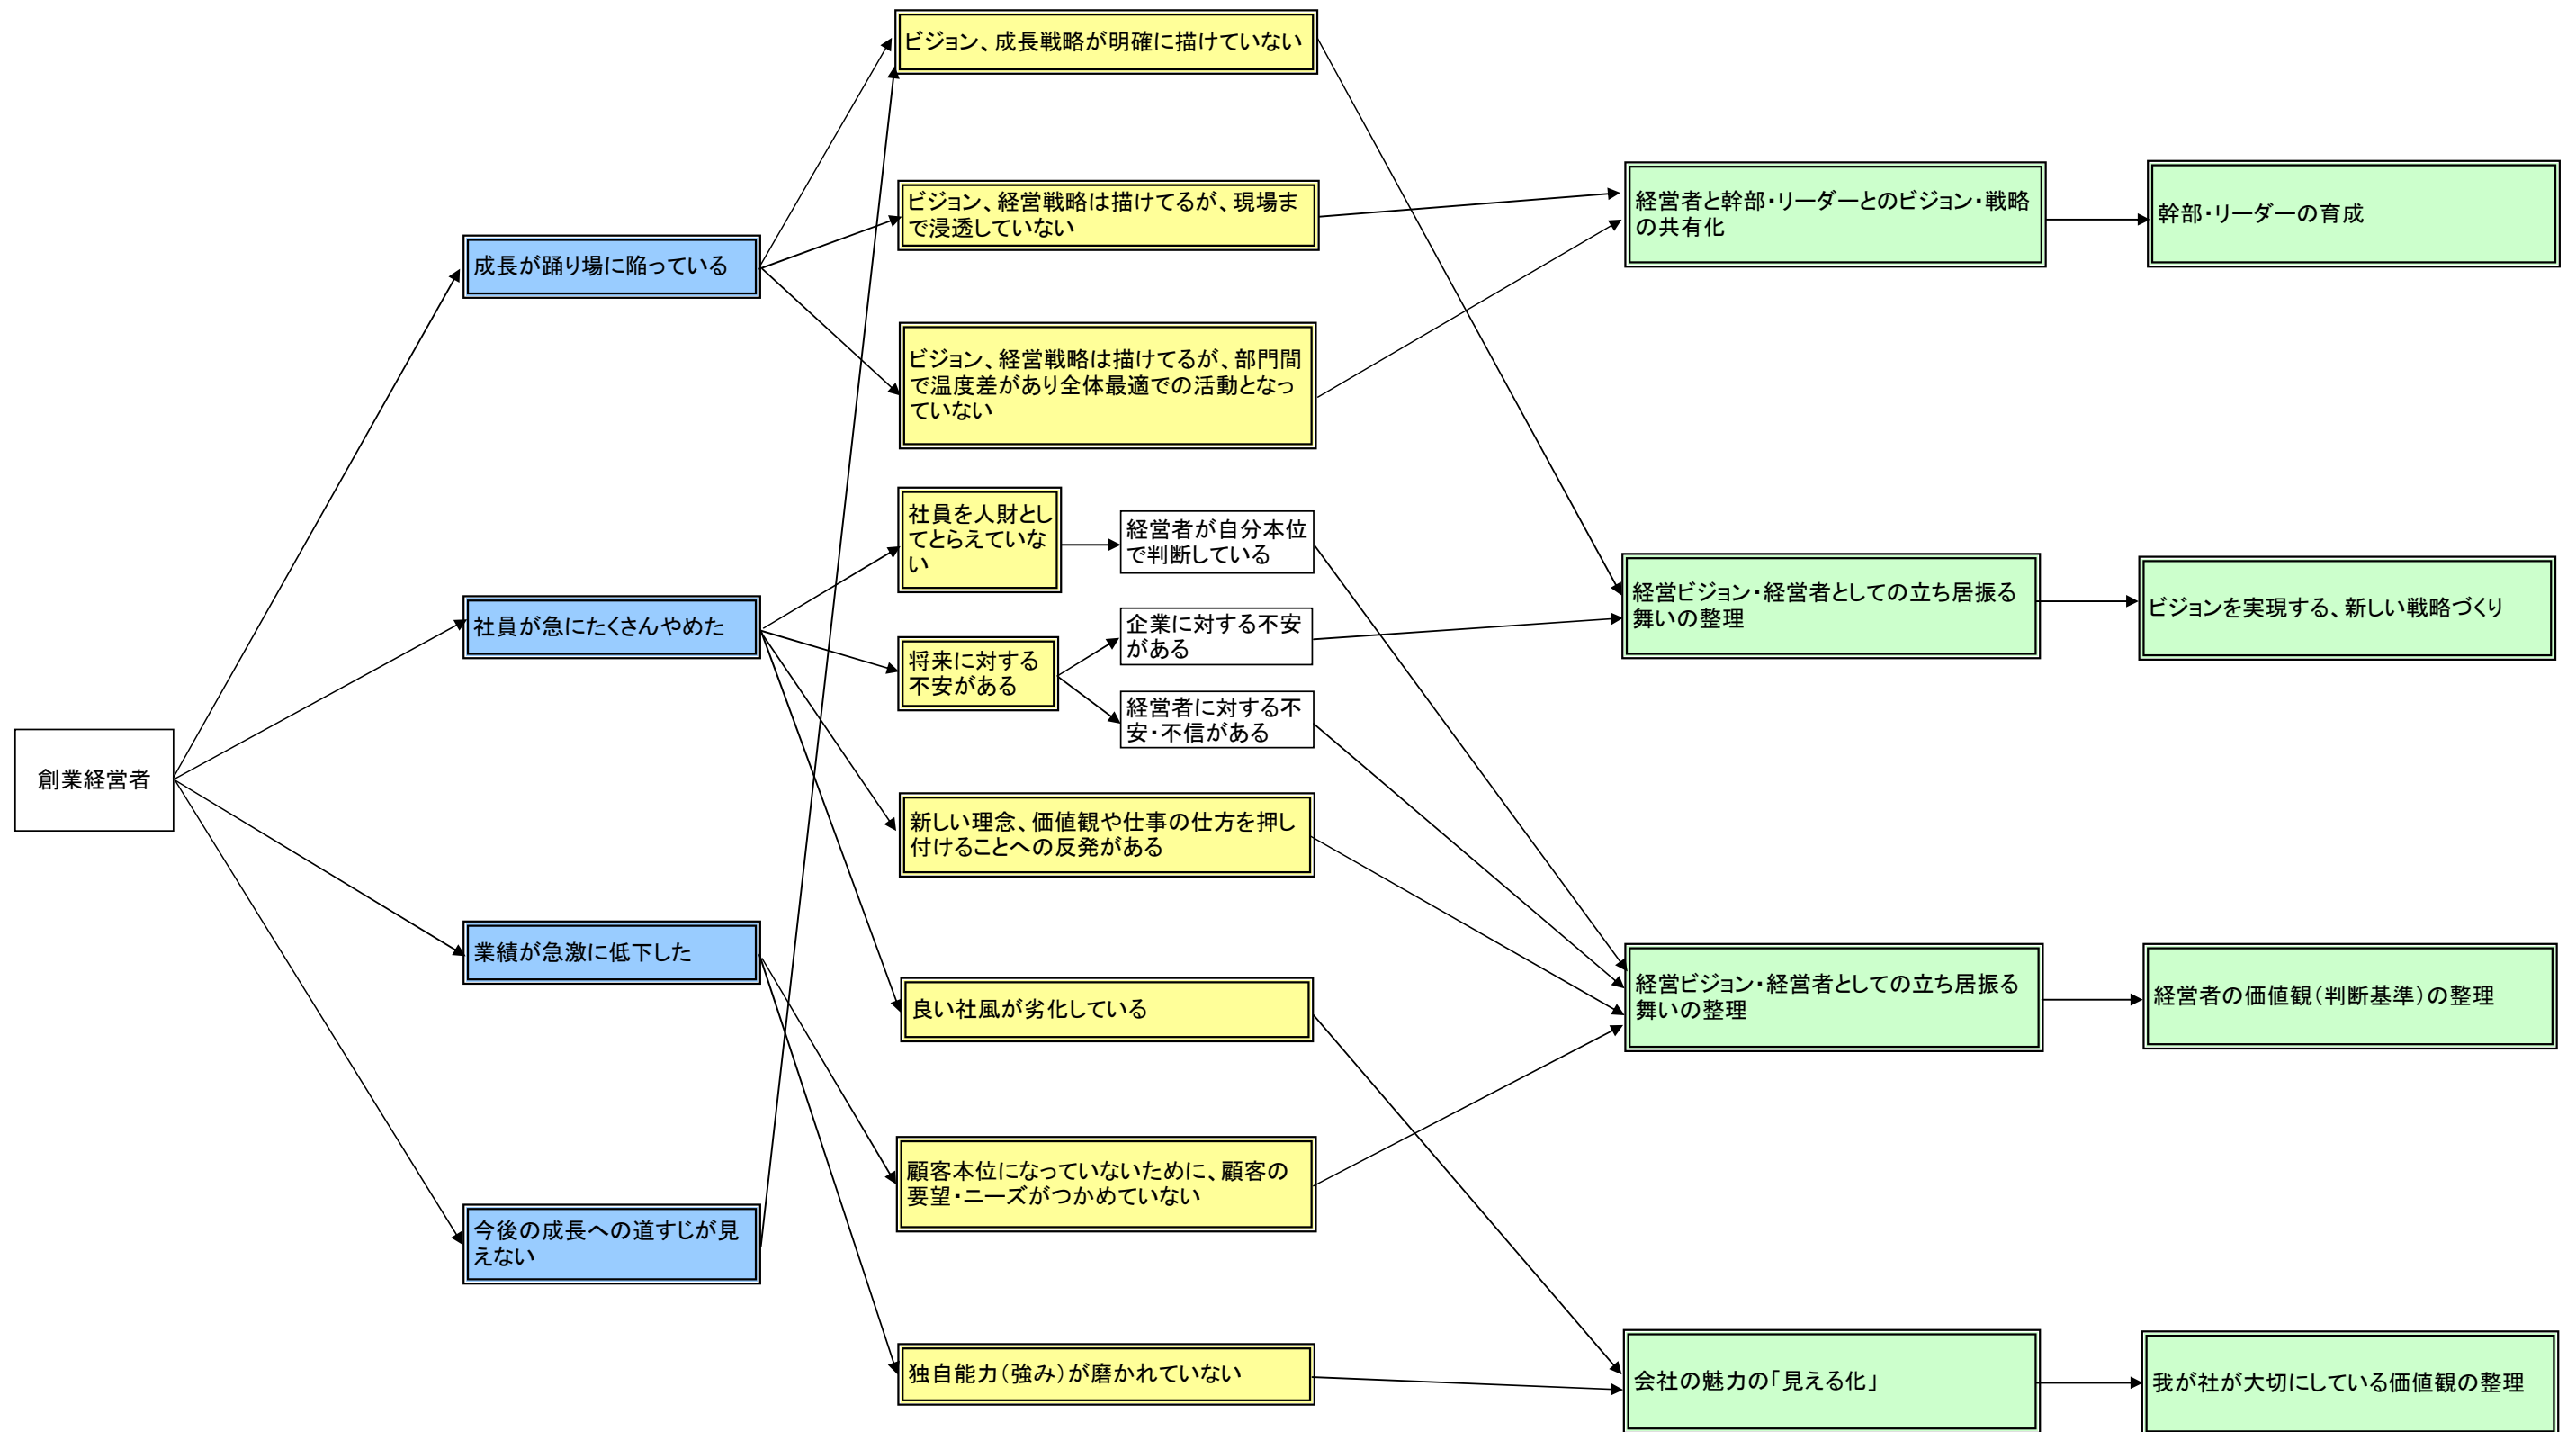 創業経営者
成長が踊り場に陥っている
社員が急にたくさんやめた
業績が急激に低下した
今後の成長への道すじが見
えない
ビジョン、成長戦略が明確に描けていない
ビジョン、経営戦略は描けてるが、現場ま
で浸透していない
ビジョン、経営戦略は描けてるが、部門間
で温度差があり全体最適での活動となっ
ていない
社員を人財とし
てとらえていな
い
将来に対する
不安がある
新しい理念、価値観や仕事の仕方を押し
付けることへの反発がある
良い社風が劣化している
顧客本位になっていないために、顧客の
要望・ニーズがつかめていない
独自能力（強み）が磨かれていない
経営者が自分本位
で判断している
企業に対する不安
がある
経営者に対する不
安・不信がある
経営者と幹部・リーダーとのビジョン・戦略
の共有化
経営ビジョン・経営者としての立ち居振る
舞いの整理
経営ビジョン・経営者としての立ち居振る
舞いの整理
会社の魅力の「見える化」
幹部・リーダーの育成
ビジョンを実現する、新しい戦略づくり
経営者の価値観（判断基準）の整理
我が社が大切にしている価値観の整理